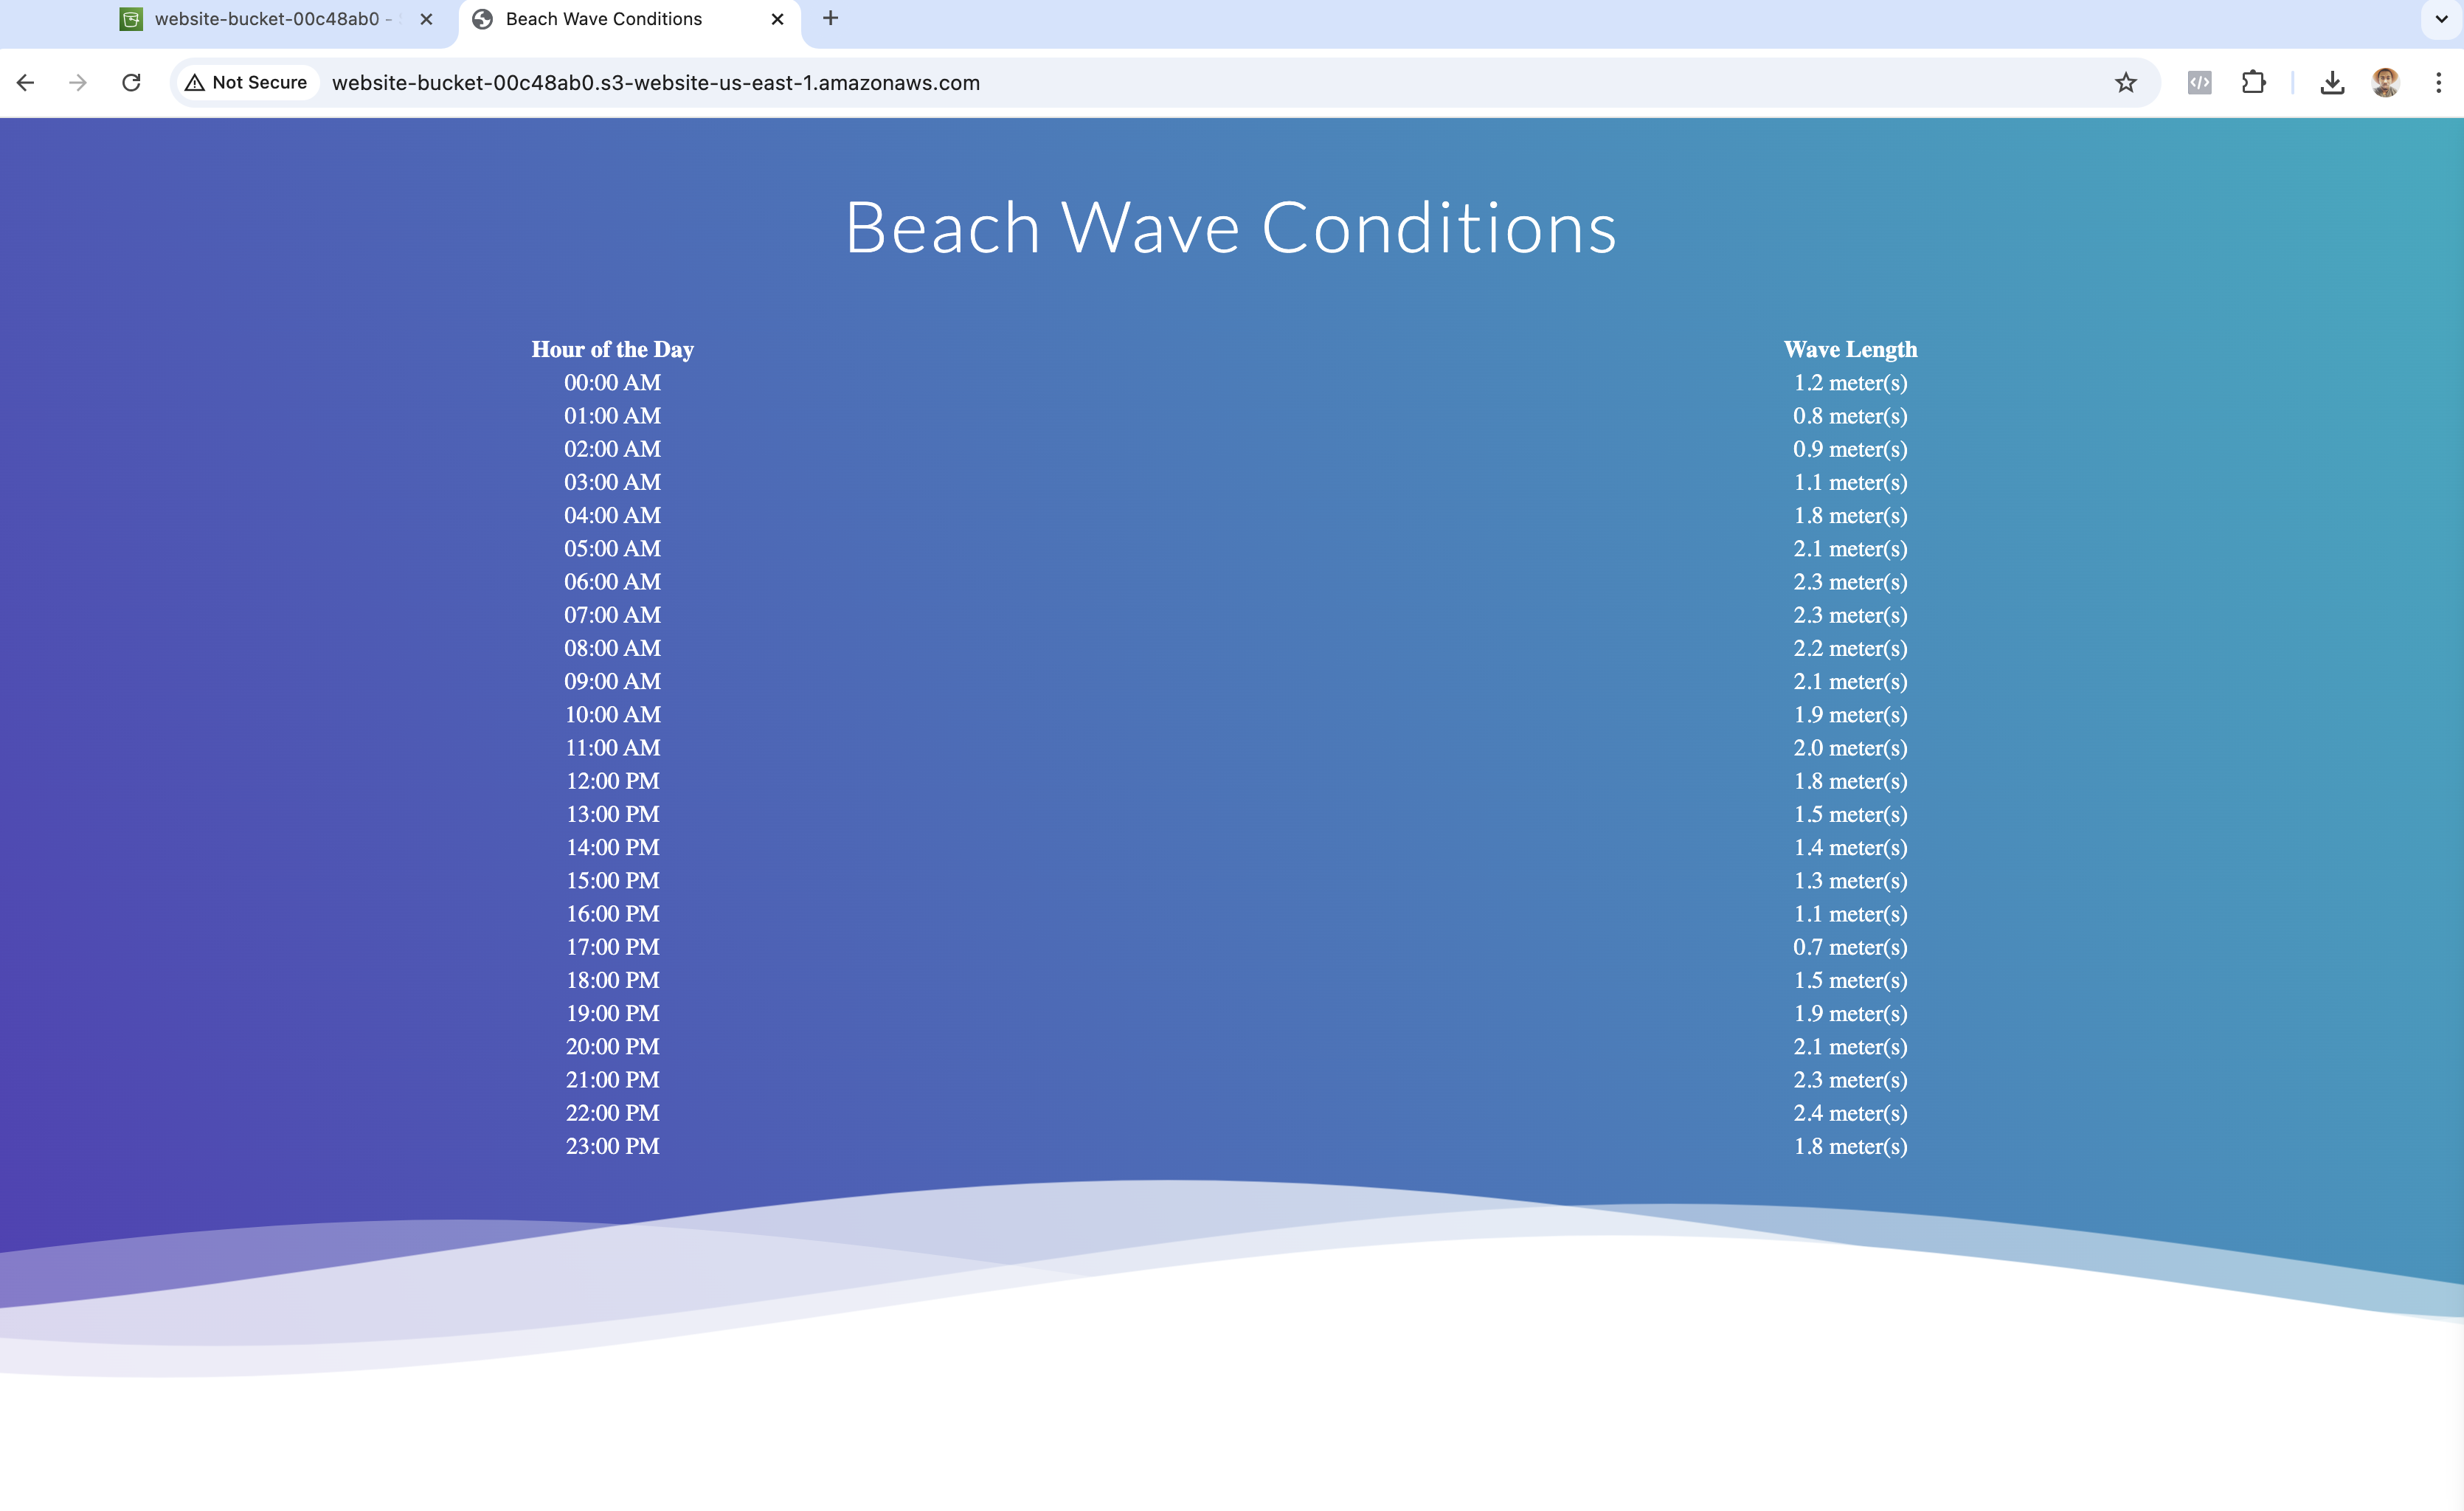 website-bucket-00c48ab0 -
Beach Wave Conditions
Not Secure website-bucket-00c48ab0.s3-website-us-east-1.amazonaws.com
Beach Wave Conditions
Hour of the Day Wave Length
00:00 AM 1.2 meter(s)
01:00 AM 0.8 meter(s)
02:00 AM 0.9 meter(s)
03:00 AM 1.1 meter(s)
04:00 AM 1.8 meter(s)
05:00 AM 2.1 meter(s)
06:00 AM 2.3 meter(s)
07:00 AM 2.3 meter(s)
08:00 AM 2.2 meter(s)
09:00 AM 2.1 meter(s)
10:00 AM 1.9 meter(s)
11:00 AM 2.0 meter(s)
12:00 PM 1.8 meter(s)
13:00 PM 1.5 meter(s)
14:00 PM 1.4 meter(s)
15:00 PM 1.3 meter(s)
16:00 PM 1.1 meter(s)
17:00 PM 0.7 meter(s)
18:00 PM 1.5 meter(s)
19:00 PM 1.9 meter(s)
20:00 PM 2.1 meter(s)
21:00 PM 2.3 meter(s)
22:00 PM 2.4 meter(s)
23:00 PM 1.8 meter(s)